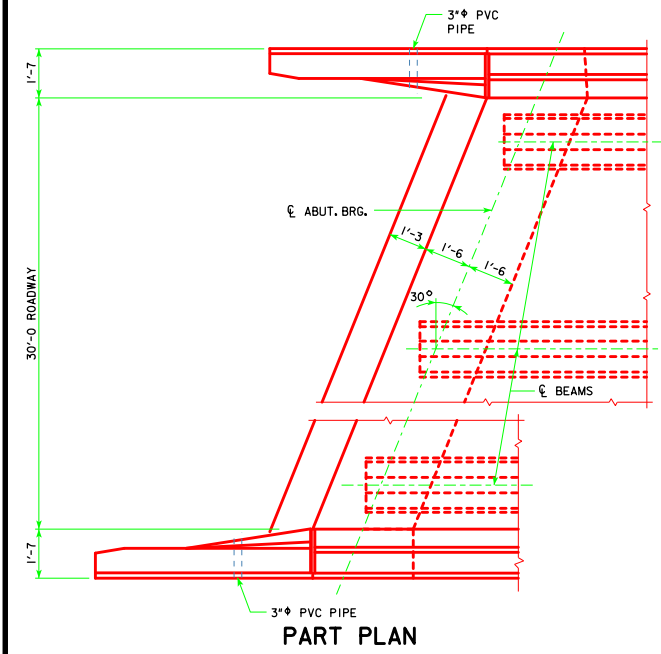 3"Φ PVC
PIPE
1'-7
℄ ABUT. BRG.
1'-3
1'-6
1'-6
30°
30'-0 ROADWAY
℄ BEAMS
1'-7
3"Φ PVC PIPE
PART PLAN